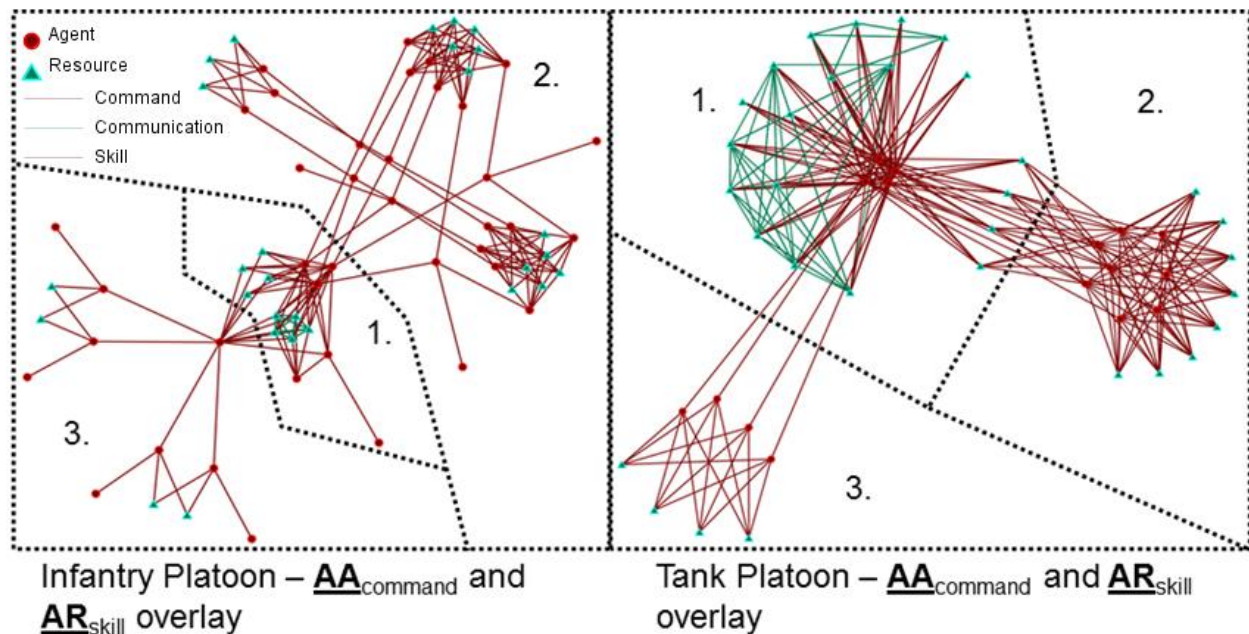 Agent
Resource
Command
Communication
Skill
1.
2.
3.
1.
2.
3.
Infantry Platoon – AAcommand and
ARskill overlay
Tank Platoon – AAcommand and ARskill
overlay